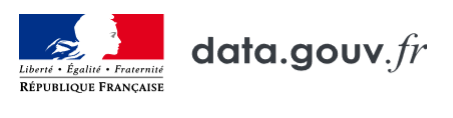 data.gouv.fr
Liberté • Égalité • Fraternité
RÉPUBLIQUE FRANÇAISE